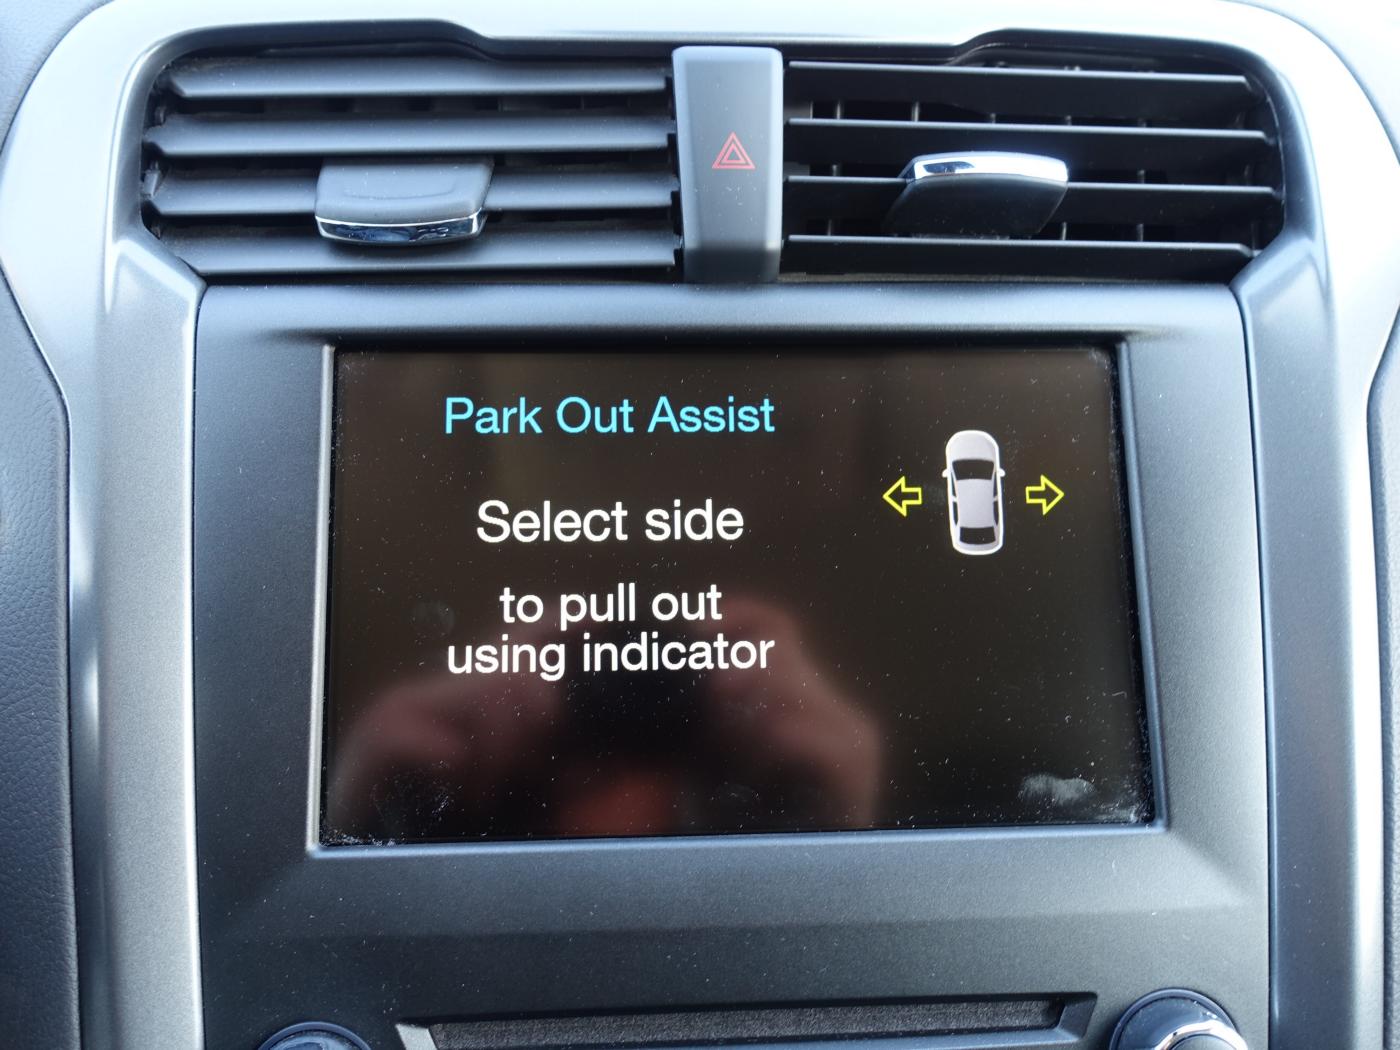 Park Out Assist
Select side
to pull out
using indicator